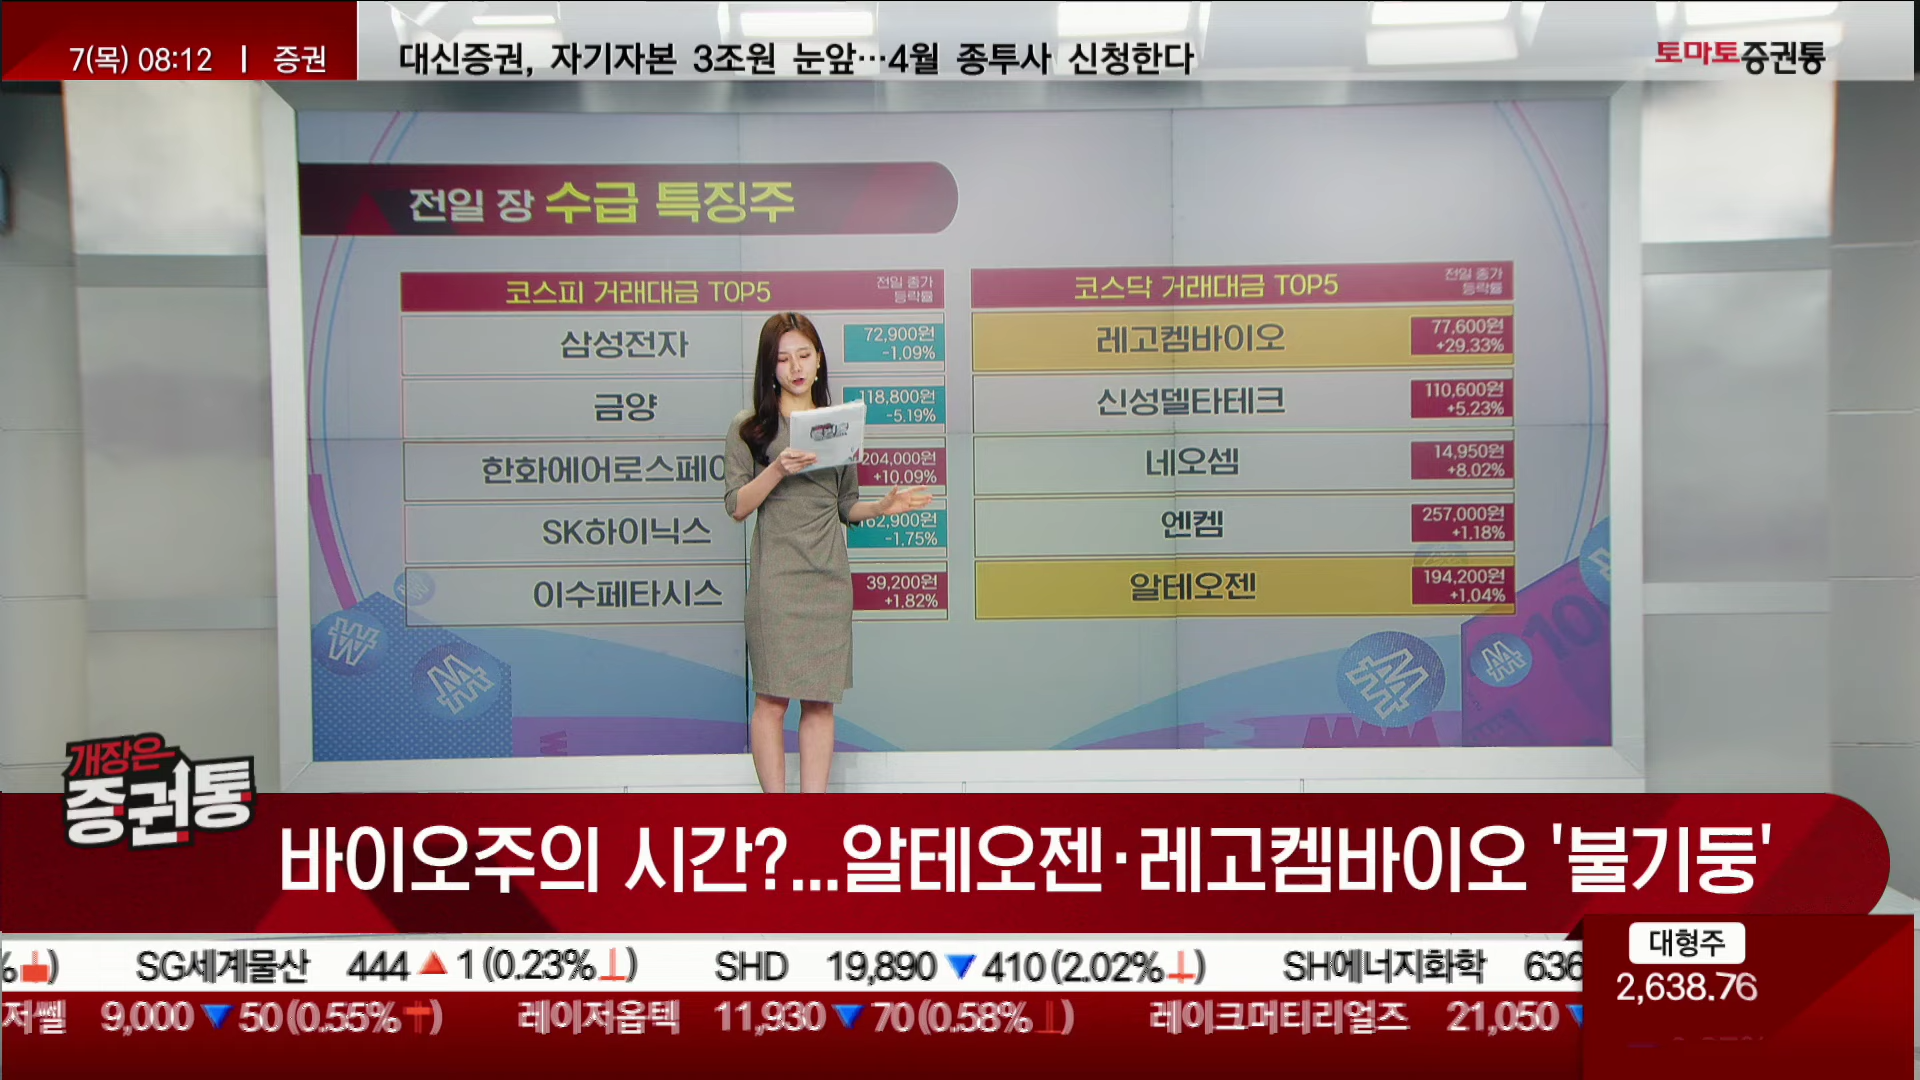 7(목) 08:12 | 증권
대신증권, 자기자본 3조원 눈앞…4월 종투사 신청한다
토마토증권통
전일 장 수급 특징주
코스피 거래대금 TOP5
전일 종가
등락률
삼성전자
72,900원
-1.09%
금양
118,800원
-5.19%
한화에어로스페이
204,000원
+10.09%
SK하이닉스
162,900원
-1.75%
이수페타시스
39,200원
+1.82%
코스닥 거래대금 TOP5
전일 종가
등락률
레고켐바이오
77,600원
+29.33%
신성델타테크
110,600원
+5.23%
네오셈
14,950원
+8.02%
엔켐
257,000원
+1.18%
알테오젠
194,200원
+1.04%
개장은
증권통
바이오주의 시간?...알테오젠·레고켐바이오 '불기둥'
SG세계물산 444 ▲ 1 (0.23%) SHD 19,890 ▼ 410 (2.02%) SH에너지화학 636
저쎌 9,000 ▼ 50 (0.55%) 레이저옵텍 11,930 ▼ 70 (0.58%) 레이크머티리얼즈 21,050 ▼
대형주
2,638.76